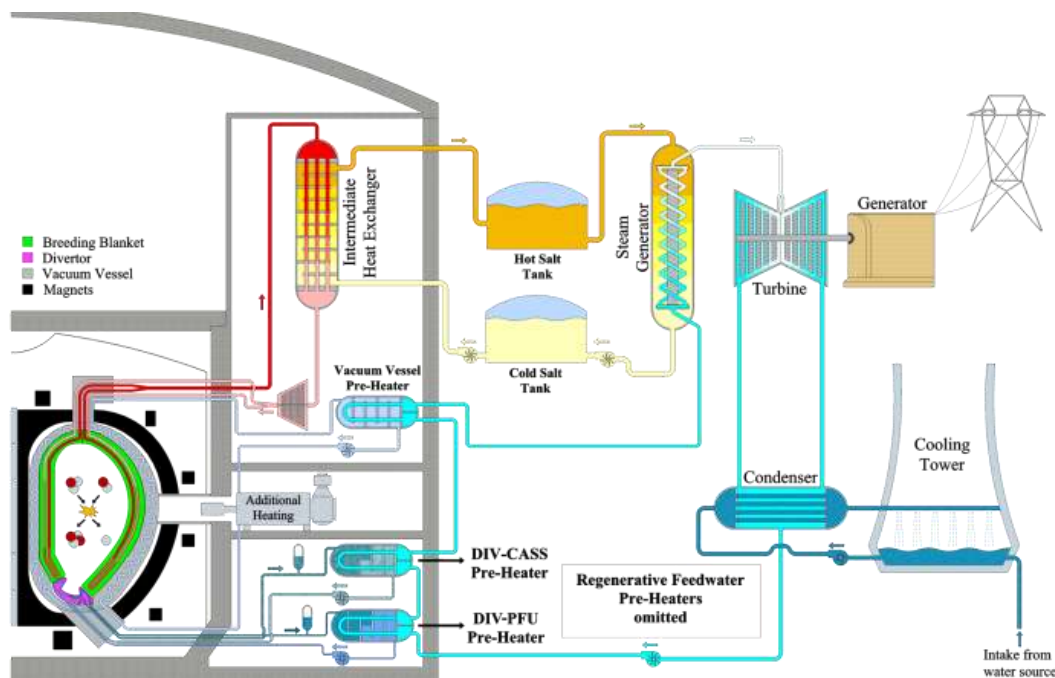 Breeding Blanket
Divertor
Vacuum Vessel
Magnets
Intermediate
Heat Exchanger
Hot Salt
Tank
Cold Salt
Tank
Steam
Generator
Turbine
Generator
Vacuum Vessel
Pre-Heater
Additional
Heating
DIV-CASS
Pre-Heater
DIV-PFU
Pre-Heater
Regenerative Feedwater
Pre-Heaters
omitted
Condenser
Cooling
Tower
Intake from
water source